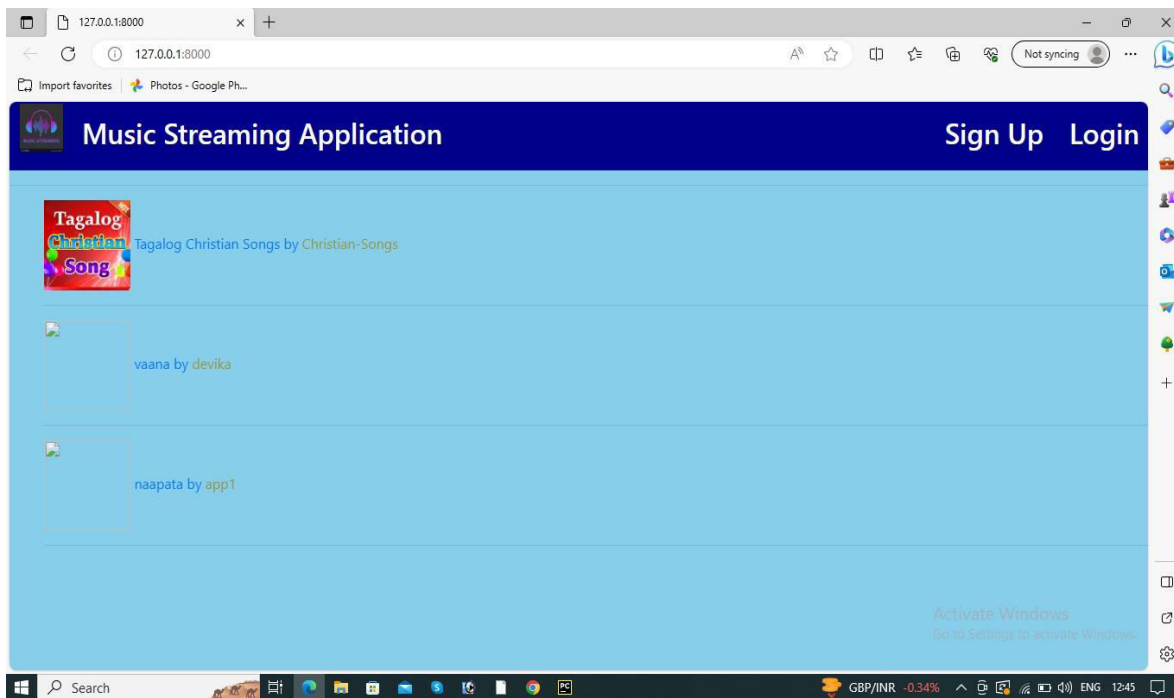 127.0.0.1:8000
127.0.0.1:8000
Not syncing
Import favorites
Photos - Google Ph...
Music Streaming Application
Sign Up Login
Tagalog
Christian
Song
Tagalog Christian Songs by Christian-Songs
vaana by devika
naapata by app1
Activate Windows
Go to Settings to activate Windows.
Search
GBP/INR -0.34%
ENG 12:45